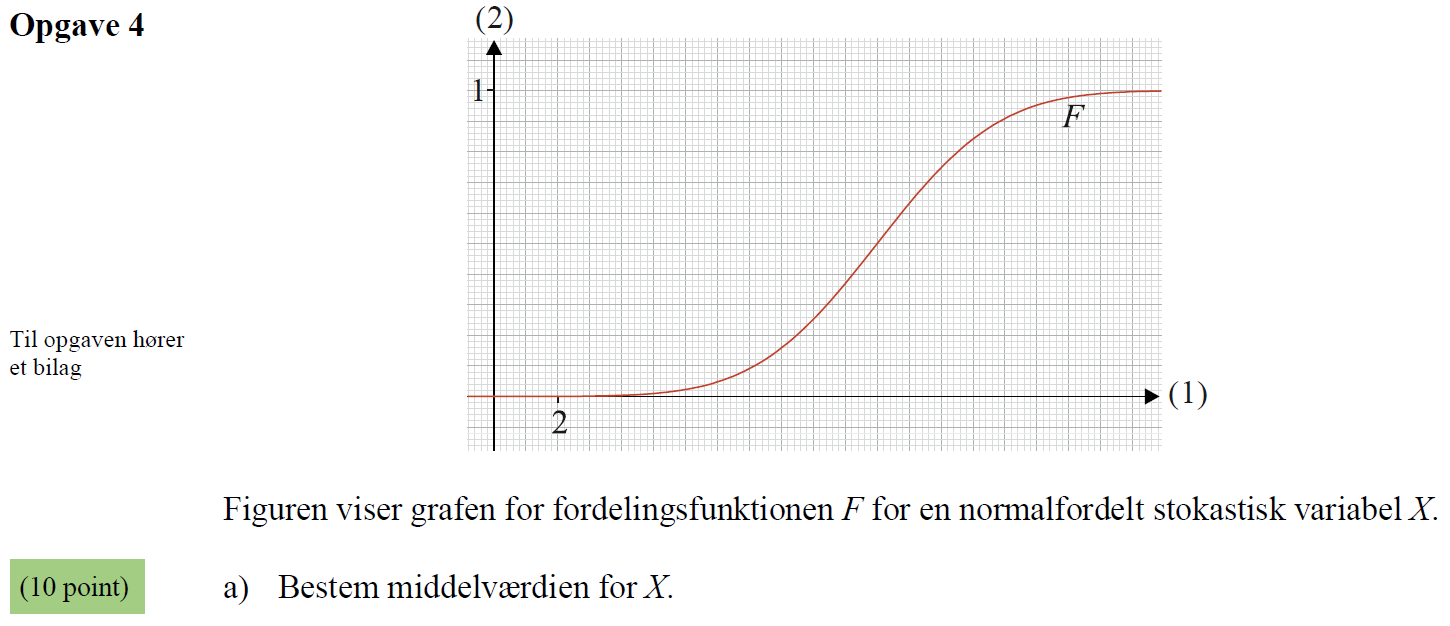 Opgave 4
(2)
1
F
Til opgaven hører
et bilag
(1)
2
Figuren viser grafen for fordelingsfunktionen F for en normalfordelt stokastisk variabel X.
(10 point) a) Bestem middelværdien for X.